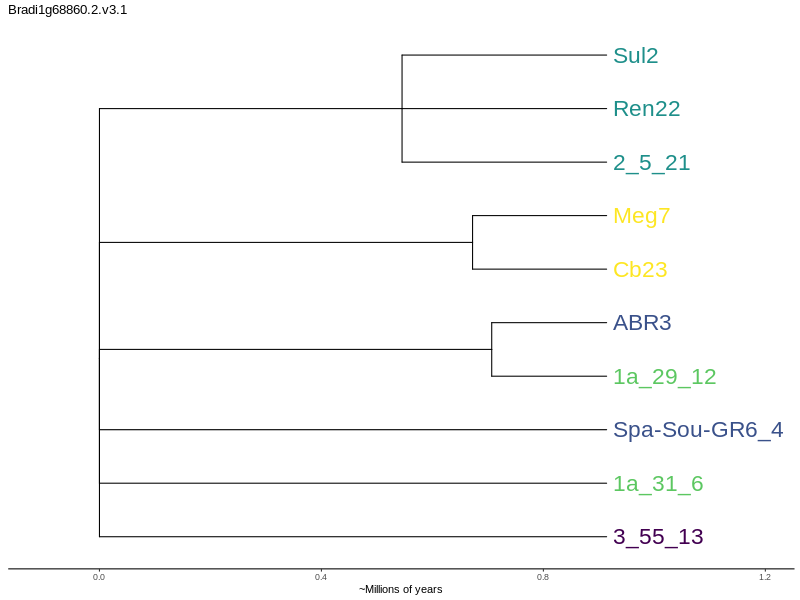 Bradi1g68860.2.v3.1
Sul2
Ren22
2_5_21
Meg7
Cb23
ABR3
1a_29_12
Spa-Sou-GR6_4
1a_31_6
3_55_13
0.0 0.4 0.8 1.2
~Millions of years